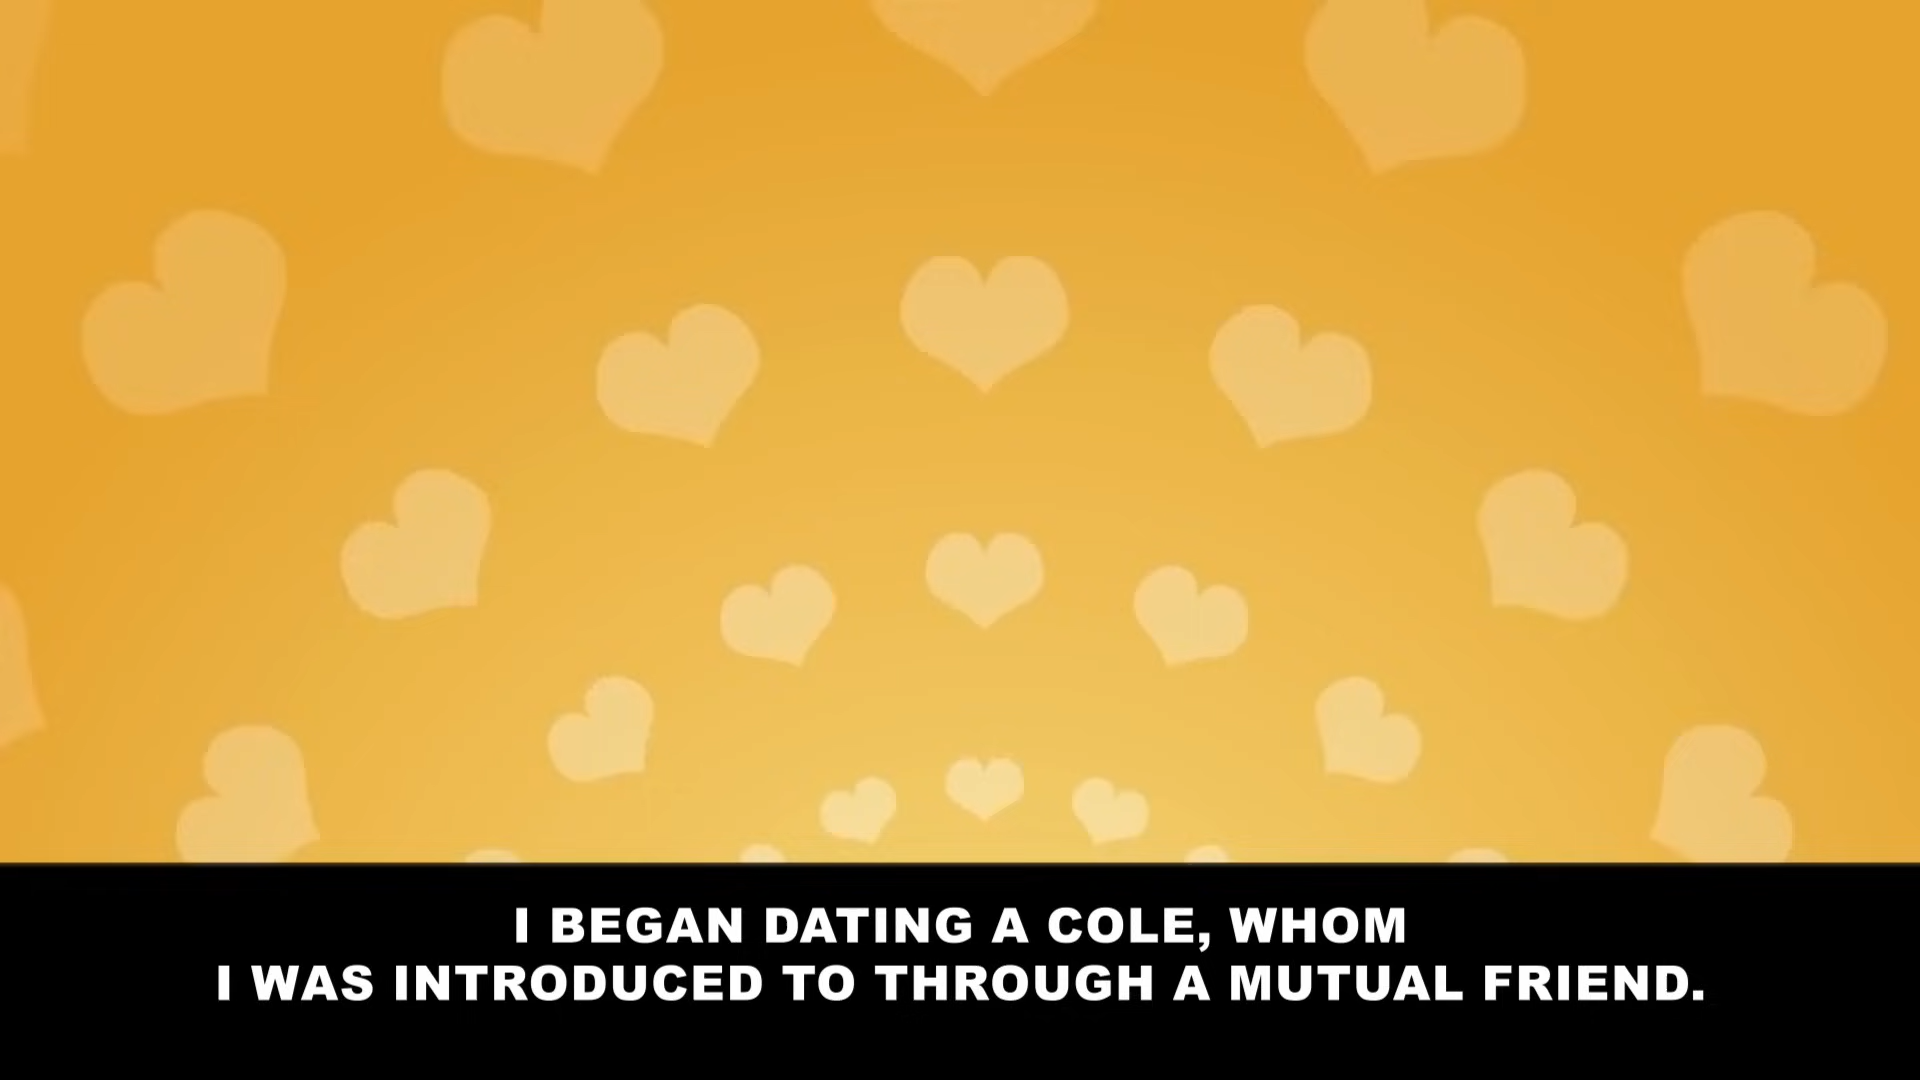 I BEGAN DATING A COLE, WHOM
I WAS INTRODUCED TO THROUGH A MUTUAL FRIEND.